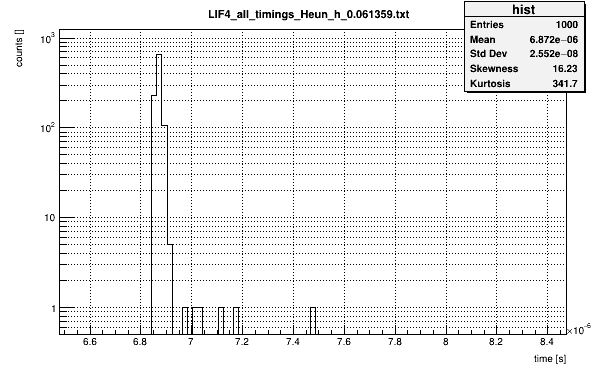 LIF4_all_timings_Heun_h_0.061359.txt
hist
Entries 1000
Mean 6.872e−06
Std Dev 2.552e−08
Skewness 16.23
Kurtosis 341.7
counts []
10³
10²
10
1
6.6 6.8 7 7.2 7.4 7.6 7.8 8 8.2 8.4
×10⁻⁶
time [s]